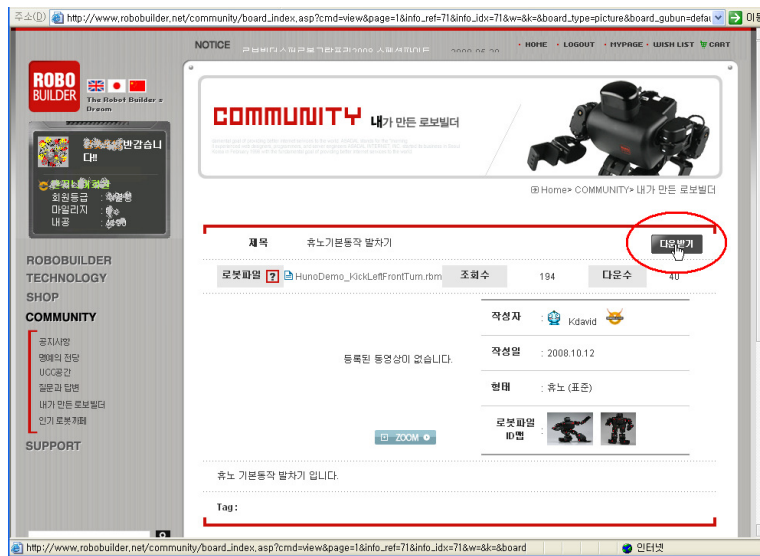 주소(D) http://www.robobuilder.net/community/board_index.asp?cmd=view&page=1&info_ref=71&info_idx=71&w=&k=&board_type=picture&board_gubun=defau
NOTICE
HOME · LOGOUT · MYPAGE · WISH LIST CART
ROBO
BUILDER
The Robot Builder's
Dream
반갑습니
다!!
회원등급 :
마일리지 :
내공 :
COMMUNITY 내가 만든 로보빌더
Home> COMMUNITY> 내가 만든 로보빌더
제목 휴노기본동작 발차기 다운받기
로봇파일 ? HunoDemo_KickLeftFrontTurn.rbm 조회수 194 다운수 40
ROBOBUILDER
TECHNOLOGY
SHOP
COMMUNITY
공지사항
명예의 전당
UCC공간
질문과 답변
내가 만든 로보빌더
인기 로봇카페
SUPPORT
등록된 동영상이 없습니다.
ZOOM
작성자 : Kdavid
작성일 : 2008.10.12
형태 : 휴노 (표준)
로봇파일
ID맵 :
휴노 기본동작 발차기 입니다.
Tag :
http://www.robobuilder.net/community/board_index.asp?cmd=view&page=1&info_ref=71&info_idx=71&w=&k=&board
인터넷